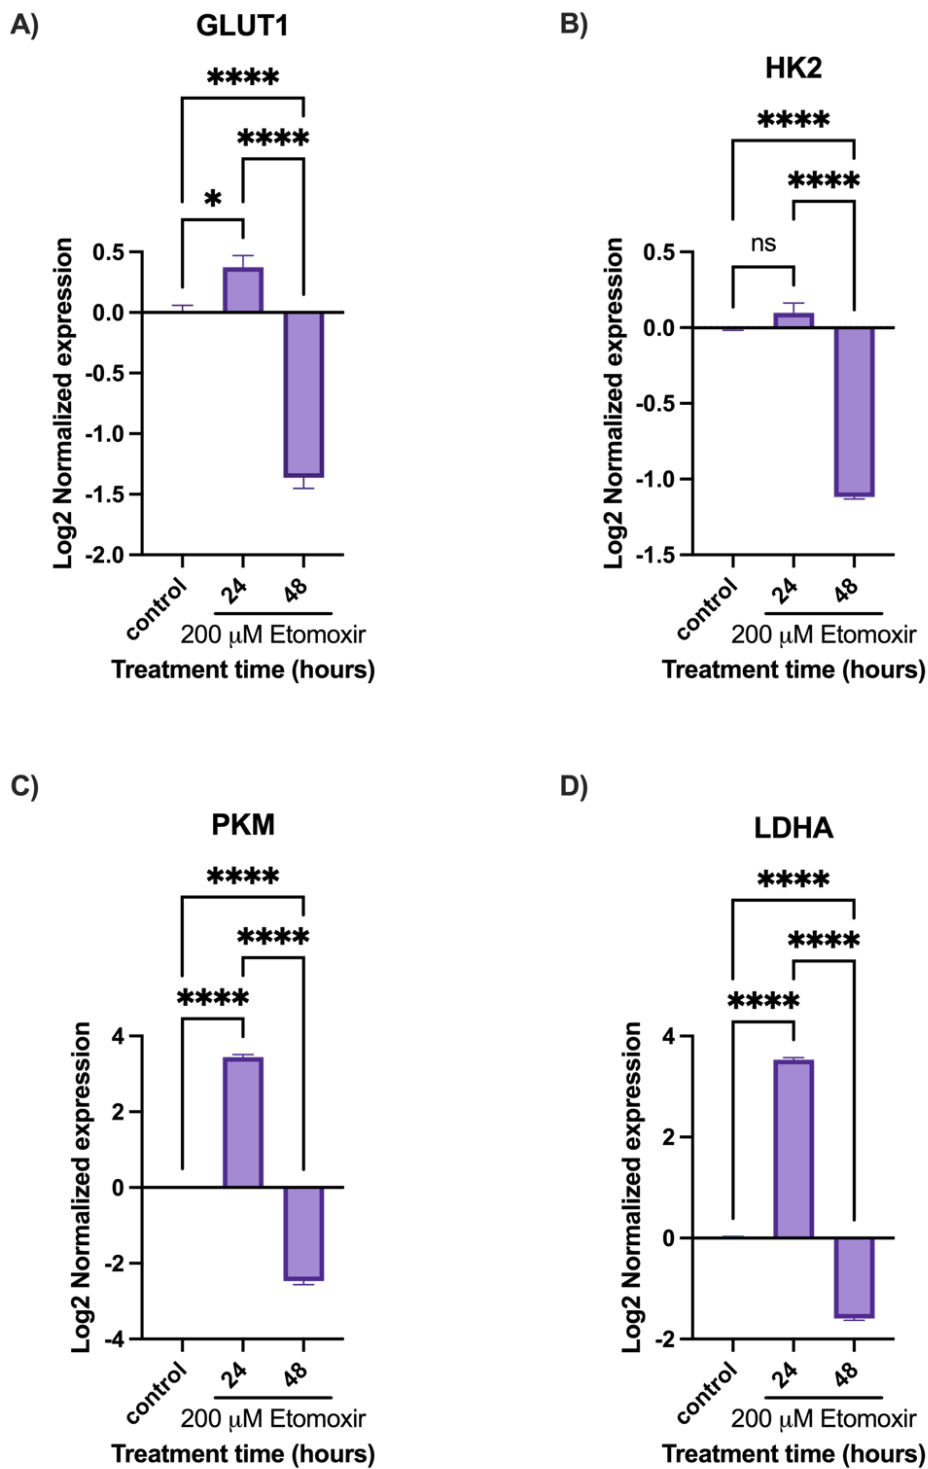 A)
GLUT1
****
****
*
Log2 Normalized expression
0.5
0.0
-0.5
-1.0
-1.5
-2.0
control
24
48
200 μM Etomoxir
Treatment time (hours)
B)
HK2
****
****
ns
Log2 Normalized expression
0.5
0.0
-0.5
-1.0
-1.5
control
24
48
200 μM Etomoxir
Treatment time (hours)
C)
PKM
****
****
****
Log2 Normalized expression
4
2
0
-2
-4
control
24
48
200 μM Etomoxir
Treatment time (hours)
D)
LDHA
****
****
****
Log2 Normalized expression
4
2
0
-2
control
24
48
200 μM Etomoxir
Treatment time (hours)